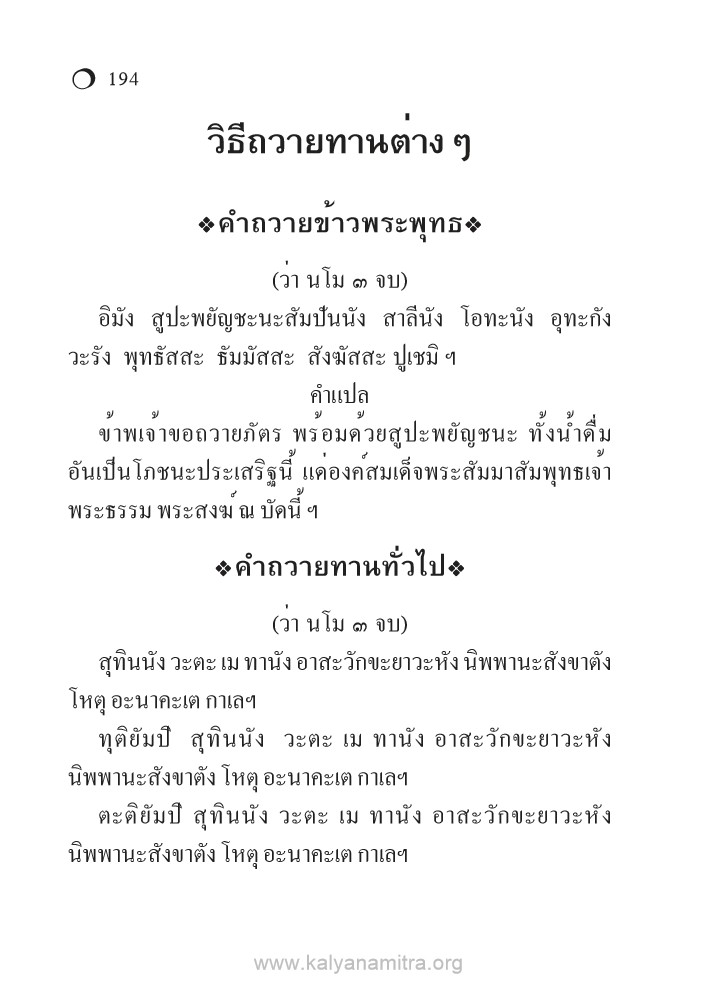 194
วิธีถวายทานต่าง ๆ
❖คำถวายข้าวพระพุทธ❖
(ว่า นโม ๓ จบ)
อิมัง สูปะพยัญชะนะสัมปันนัง สาลีนัง โอทะนัง อุทะกัง
วะรัง พุทธัสสะ ธัมมัสสะ สังฆัสสะ ปูเชมิ ฯ
คำแปล
ข้าพเจ้าขอถวายภัตร พร้อมด้วยสูปะพยัญชนะ ทั้งน้ำดื่ม
อันเป็นโภชนะประเสริฐนี้ แด่องค์สมเด็จพระสัมมาสัมพุทธเจ้า
พระธรรม พระสงฆ์ ณ บัดนี้ ฯ
❖คำถวายทานทั่วไป❖
(ว่า นโม ๓ จบ)
สุทินนัง วะตะ เม ทานัง อาสะวักขะยาวะหัง นิพพานะสังขาตัง
โหตุ อะนาคะเต กาเลฯ
ทุติยัมปิ สุทินนัง วะตะ เม ทานัง อาสะวักขะยาวะหัง
นิพพานะสังขาตัง โหตุ อะนาคะเต กาเลฯ
ตะติยัมปิ สุทินนัง วะตะ เม ทานัง อาสะวักขะยาวะหัง
นิพพานะสังขาตัง โหตุ อะนาคะเต กาเลฯ
www.kalyanamitra.org